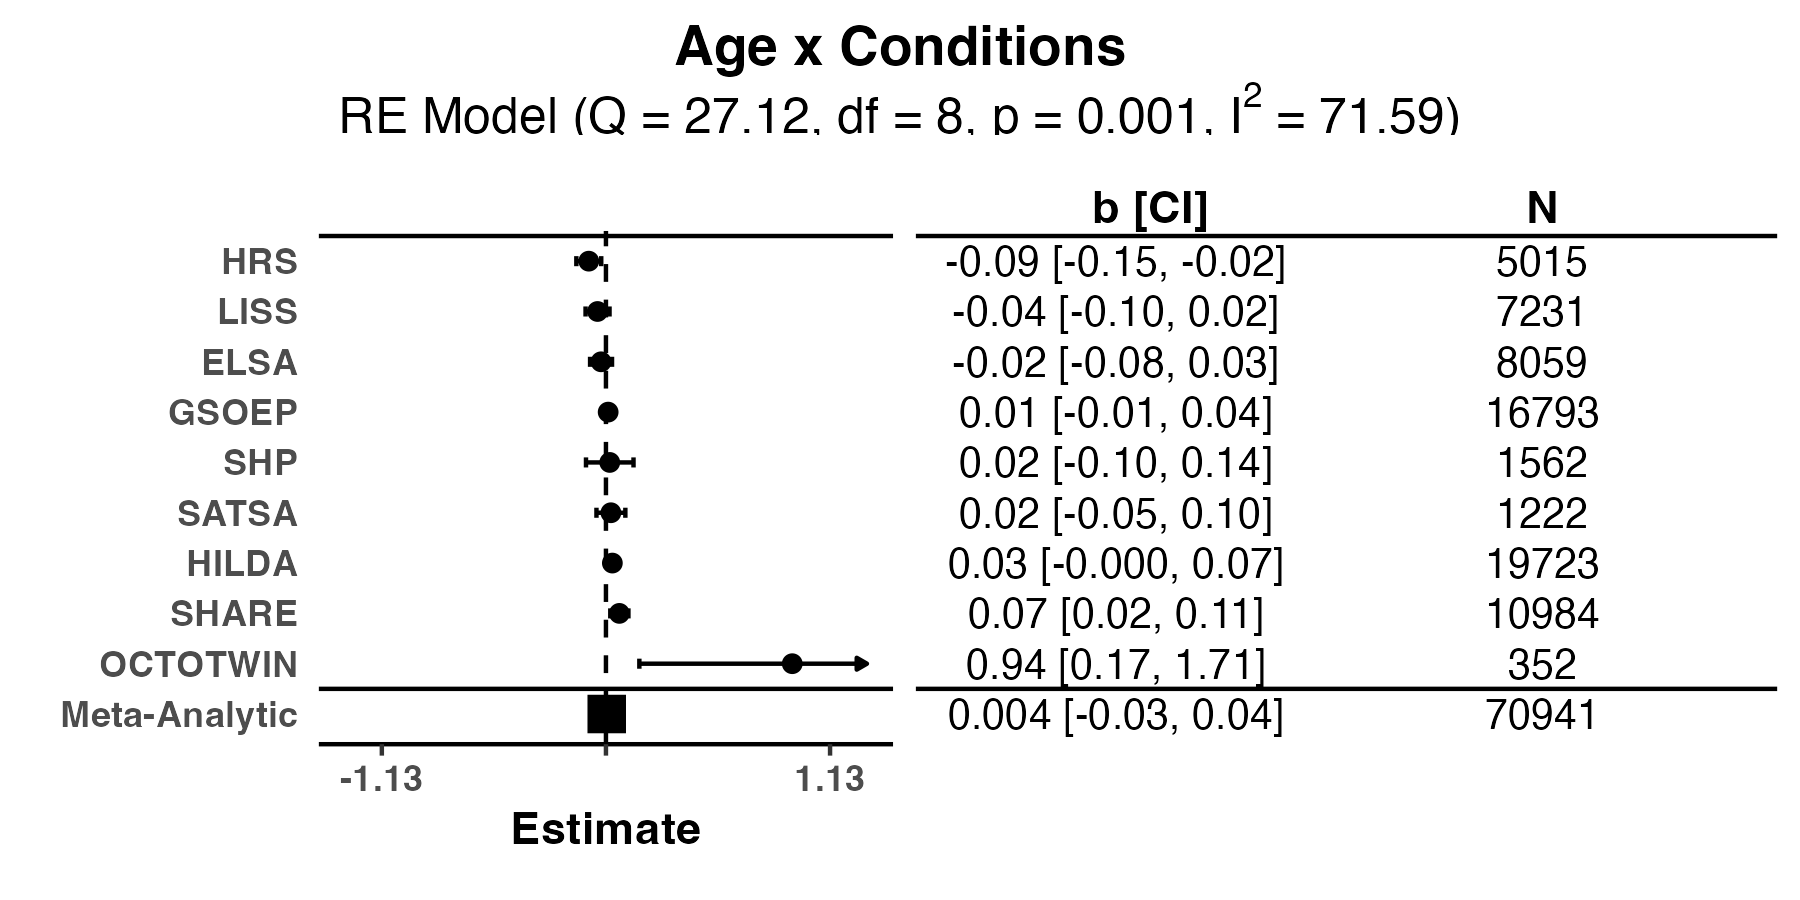 Age x Conditions
RE Model (Q = 27.12, df = 8, p = 0.001, I² = 71.59)
b [CI] N
HRS -0.09 [-0.15, -0.02] 5015
LISS -0.04 [-0.10, 0.02] 7231
ELSA -0.02 [-0.08, 0.03] 8059
GSOEP 0.01 [-0.01, 0.04] 16793
SHP 0.02 [-0.10, 0.14] 1562
SATSA 0.02 [-0.05, 0.10] 1222
HILDA 0.03 [-0.000, 0.07] 19723
SHARE 0.07 [0.02, 0.11] 10984
OCTOTWIN 0.94 [0.17, 1.71] 352
Meta-Analytic 0.004 [-0.03, 0.04] 70941
-1.13 1.13
Estimate